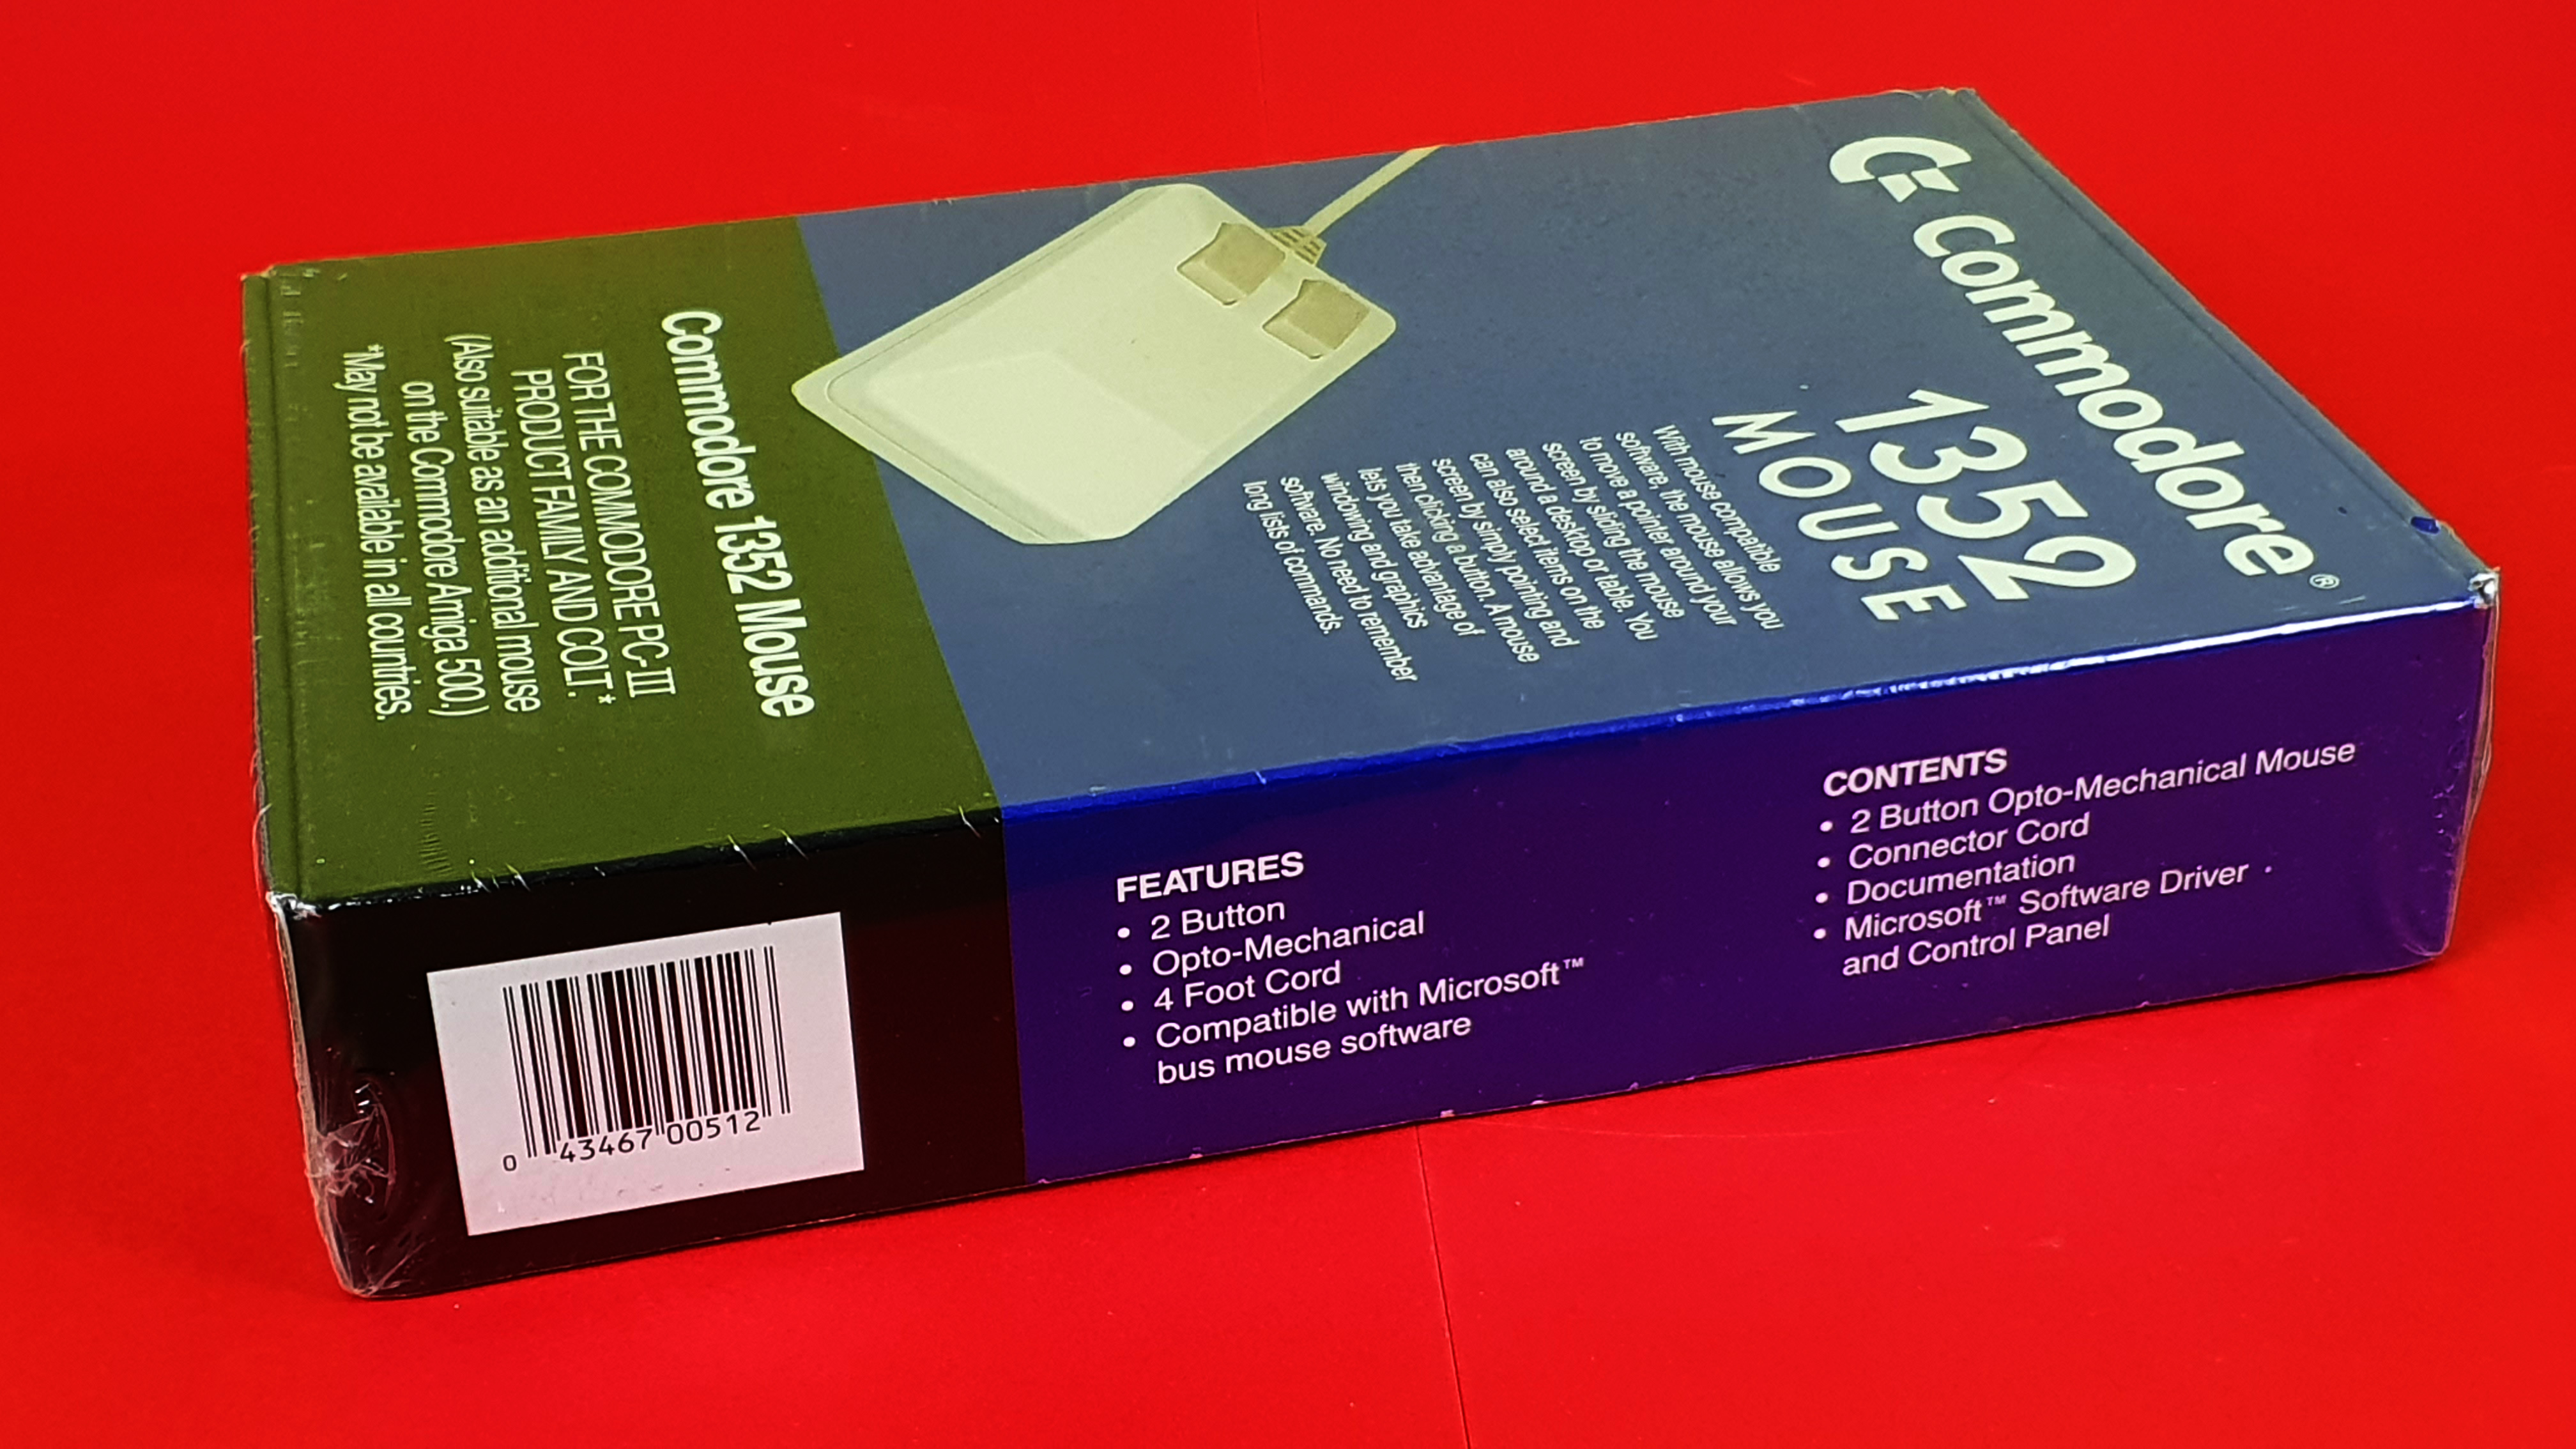 Commodore®
1352
MOUSE
With mouse compatible
software, the mouse allows you
to move a pointer around your
screen by sliding the mouse
around a desktop or table. You
can also select items on the
screen by simply pointing and
then clicking a button. A mouse
lets you take advantage of
windowing and graphics
software. No need to remember
long lists of commands.
Commodore 1352 Mouse
FOR THE COMMODORE PC-III
PRODUCT FAMILY AND COLT.*
(Also suitable as an additional mouse
on the Commodore Amiga 500.)
*May not be available in all countries.
FEATURES
• 2 Button
• Opto-Mechanical
• 4 Foot Cord
• Compatible with Microsoft™
bus mouse software
CONTENTS
• 2 Button Opto-Mechanical Mouse
• Connector Cord
• Documentation
• Microsoft™ Software Driver
and Control Panel
0 43467 00512